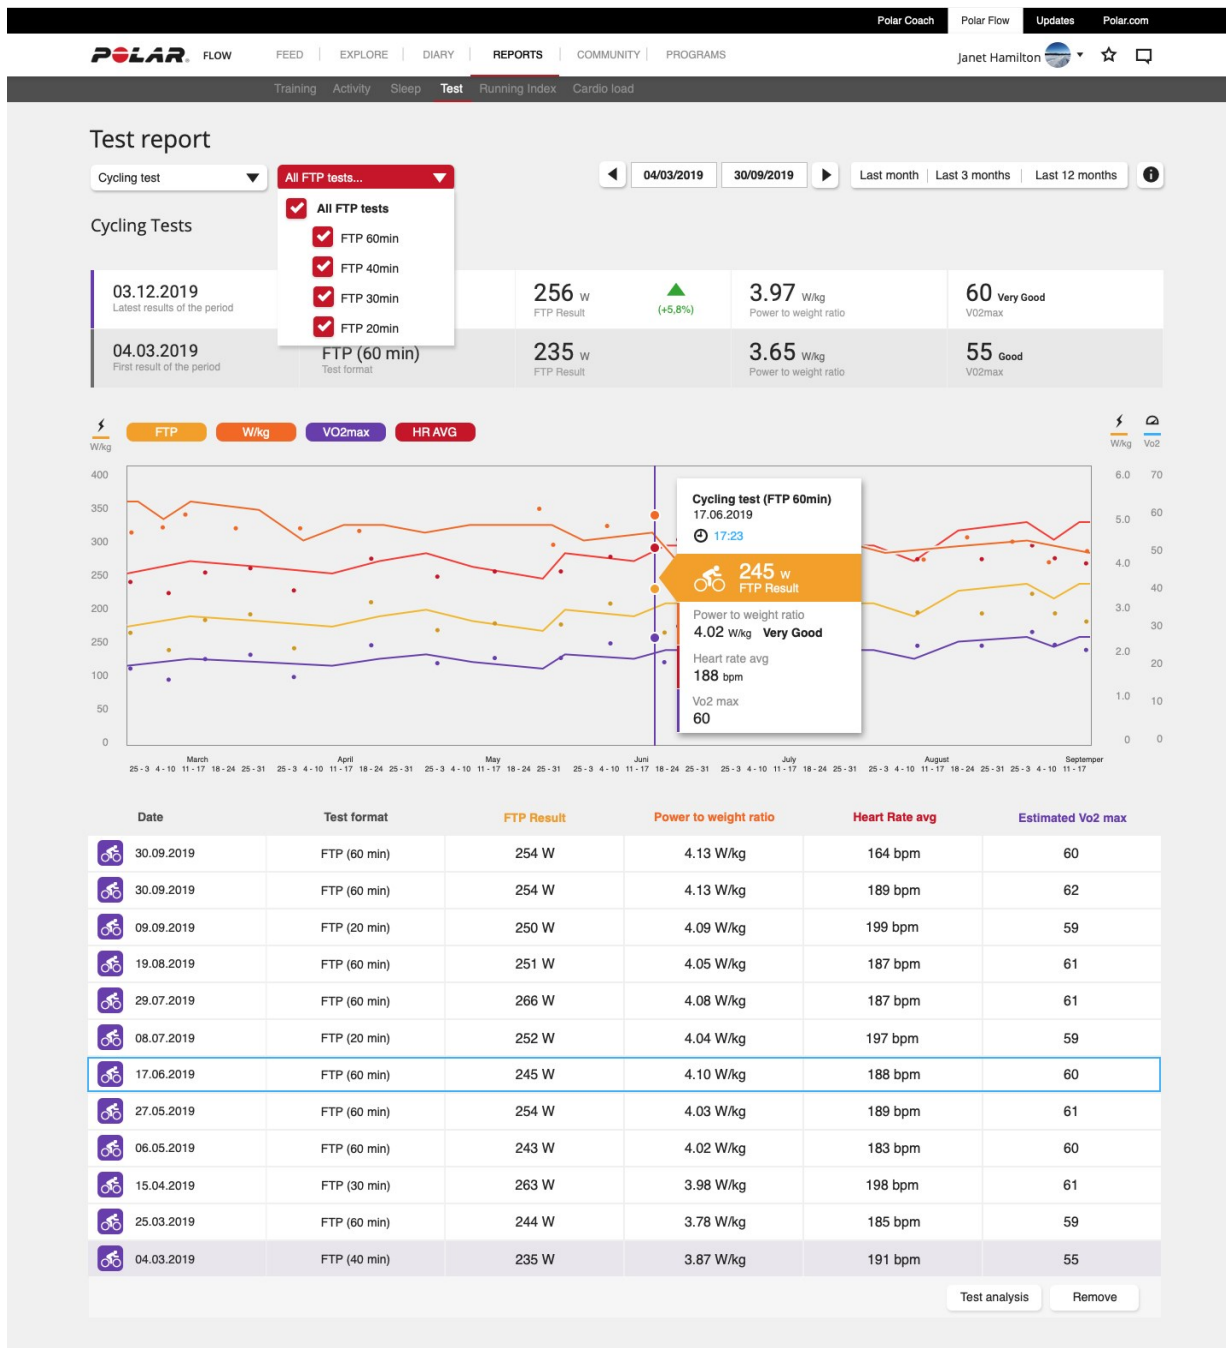 Polar Coach Polar Flow Updates Polar.com
POLAR. FLOW FEED EXPLORE DIARY REPORTS COMMUNITY PROGRAMS Janet Hamilton
Training Activity Sleep Test Running Index Cardio load
Test report
Cycling test All FTP tests... 04/03/2019 30/09/2019 Last month Last 3 months Last 12 months
All FTP tests
FTP 60min
FTP 40min
FTP 30min
FTP 20min
Cycling Tests
03.12.2019 256 W (+5,8%) 3.97 W/kg 60 Very Good
Latest results of the period FTP Result Power to weight ratio V02max
04.03.2019 FTP (60 min) 235 W 3.65 W/kg 55 Good
First result of the period Test format FTP Result Power to weight ratio V02max
W/kg FTP W/kg VO2max HR AVG W/kg Vo2
400 6.0 70
350 5.0 60
300 50
250 4.0 40
200 3.0 30
250 2.0 20
100 1.0 10
50
0 0 0
Cycling test (FTP 60min)
17.06.2019
17:23
245 W
FTP Result
Power to weight ratio
4.02 W/kg Very Good
Heart rate avg
188 bpm
Vo2 max
60
March April May Juni July August Septemper
25 - 3 4 - 10 11 - 17 18 - 24 25 - 31 25 - 3 4 - 10 11 - 17 18 - 24 25 - 31 25 - 3 4 - 10 11 - 17 18 - 24 25 - 31 25 - 3 4 - 10 11 - 17 18 - 24 25 - 31 25 - 3 4 - 10 11 - 17 18 - 24 25 - 31 25 - 3 4 - 10 11 - 17 18 - 24 25 - 31 25 - 3 4 - 10 11 - 17
Date Test format FTP Result Power to weight ratio Heart Rate avg Estimated Vo2 max
30.09.2019 FTP (60 min) 254 W 4.13 W/kg 164 bpm 60
30.09.2019 FTP (60 min) 254 W 4.13 W/kg 189 bpm 62
09.09.2019 FTP (20 min) 250 W 4.09 W/kg 199 bpm 59
19.08.2019 FTP (60 min) 251 W 4.05 W/kg 187 bpm 61
29.07.2019 FTP (60 min) 266 W 4.08 W/kg 187 bpm 61
08.07.2019 FTP (20 min) 252 W 4.04 W/kg 197 bpm 59
17.06.2019 FTP (60 min) 245 W 4.10 W/kg 188 bpm 60
27.05.2019 FTP (60 min) 254 W 4.03 W/kg 189 bpm 61
06.05.2019 FTP (60 min) 243 W 4.02 W/kg 183 bpm 60
15.04.2019 FTP (30 min) 263 W 3.98 W/kg 198 bpm 61
25.03.2019 FTP (60 min) 244 W 3.78 W/kg 185 bpm 59
04.03.2019 FTP (40 min) 235 W 3.87 W/kg 191 bpm 55
Test analysis Remove